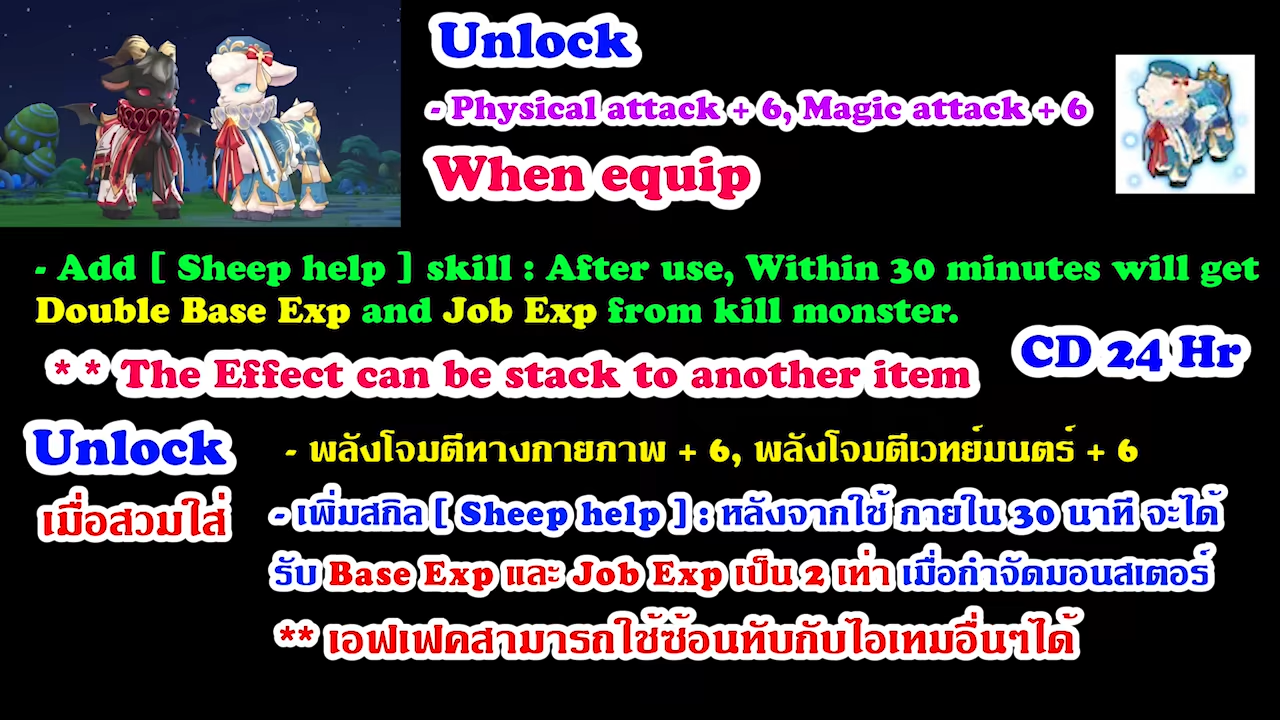 Unlock
- Physical attack + 6, Magic attack + 6
When equip
- Add [ Sheep help ] skill : After use, Within 30 minutes will get
Double Base Exp and Job Exp from kill monster.
CD 24 Hr
* * The Effect can be stack to another item
Unlock
- พลังโจมตีทางกายภาพ + 6, พลังโจมตีเวทย์มนตร์ + 6
เมื่อสวมใส่
- เพิ่มสกิล [ Sheep help ] : หลังจากใช้ ภายใน 30 นาที จะได้
รับ Base Exp และ Job Exp เป็น 2 เท่า เมื่อกำจัดมอนสเตอร์
** เอฟเฟคสามารถใช้ซ้อนทับกับไอเทมอื่นๆได้